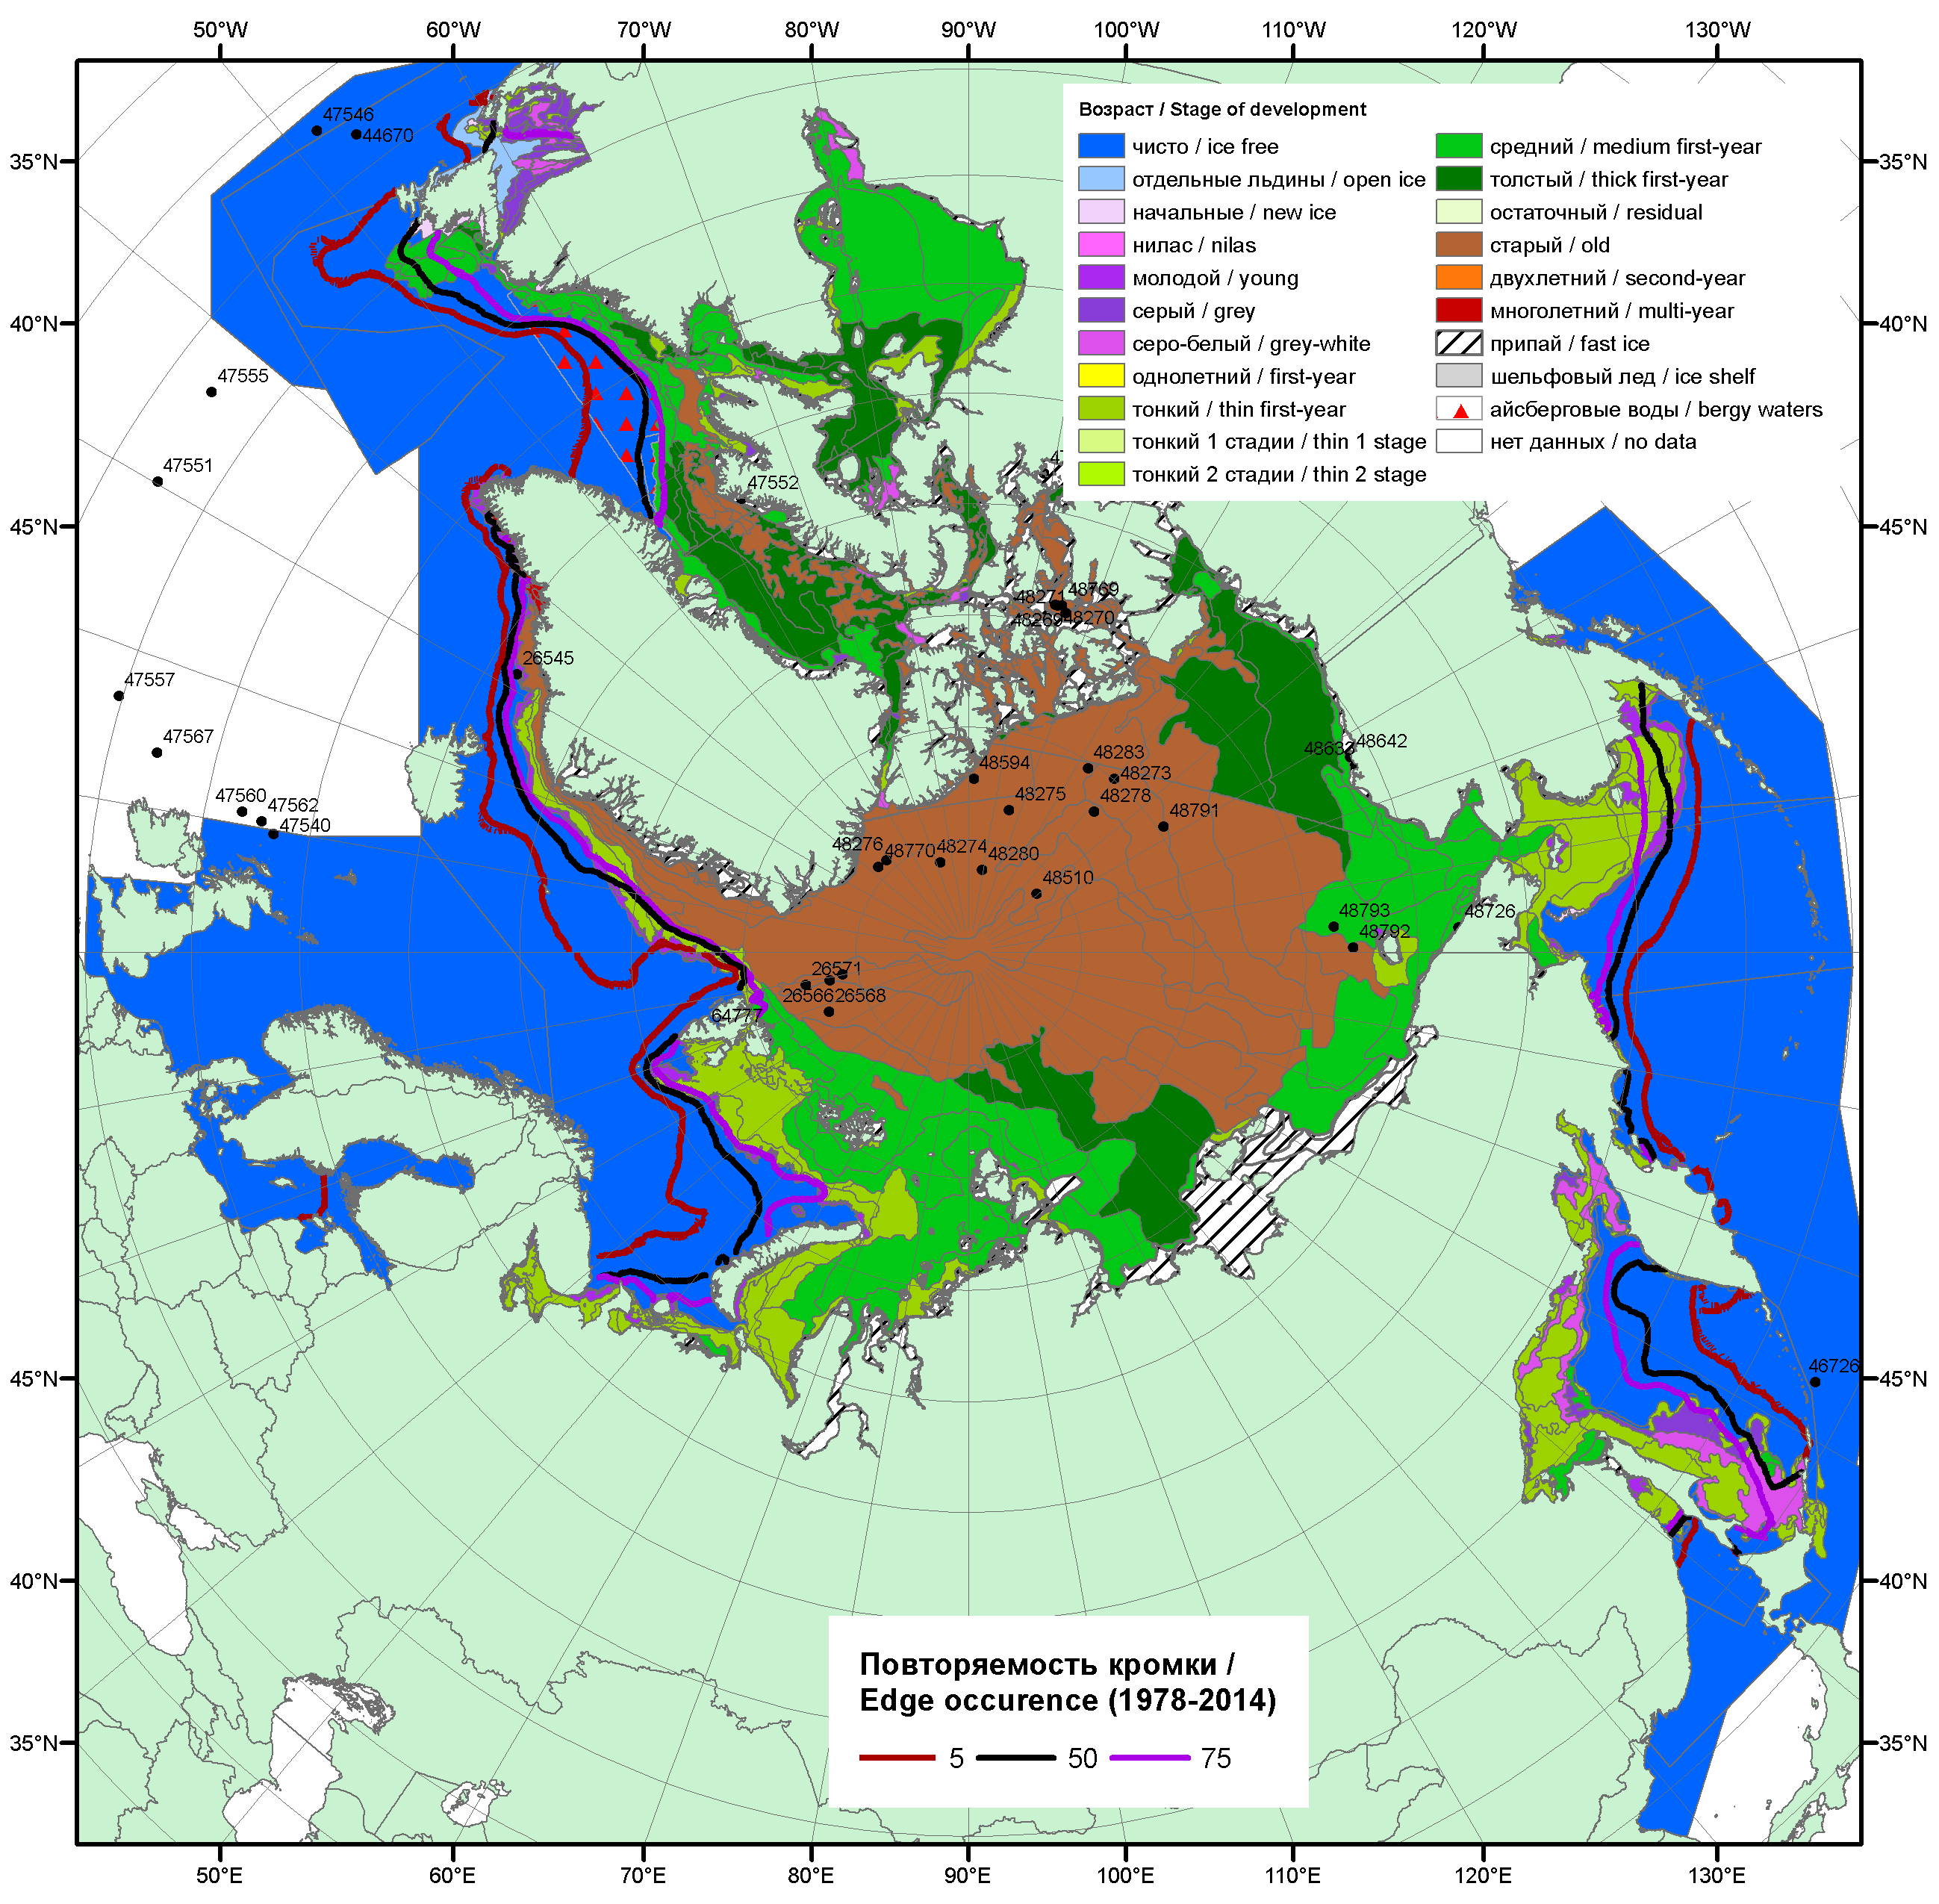 50°W 60°W 70°W 80°W 90°W 100°W 110°W 120°W 130°W
Возраст / Stage of development
чисто / ice free
отдельные льдины / open ice
начальные / new ice
нилас / nilas
молодой / young
серый / grey
серо-белый / grey-white
однолетний / first-year
тонкий / thin first-year
тонкий 1 стадии / thin 1 stage
тонкий 2 стадии / thin 2 stage
средний / medium first-year
толстый / thick first-year
остаточный / residual
старый / old
двухлетний / second-year
многолетний / multi-year
припай / fast ice
шельфовый лед / ice shelf
айсберговые воды / bergy waters
нет данных / no data
35°N 35°N
40°N 40°N
45°N 45°N
47546
44670
47555
47551
47552
47557
47567
47560
47562
47540
26545
48271 48769
48269 48270
48594
48283
48273
48275
48278
48791
48633 48642
48276 48770 48274 48280
48510
48793
48792
48726
26571
26566 26568
64777
46726
45°N 45°N
40°N 40°N
35°N 35°N
Повторяемость кромки /
Edge occurence (1978-2014)
5 50 75
50°E 60°E 70°E 80°E 90°E 100°E 110°E 120°E 130°E